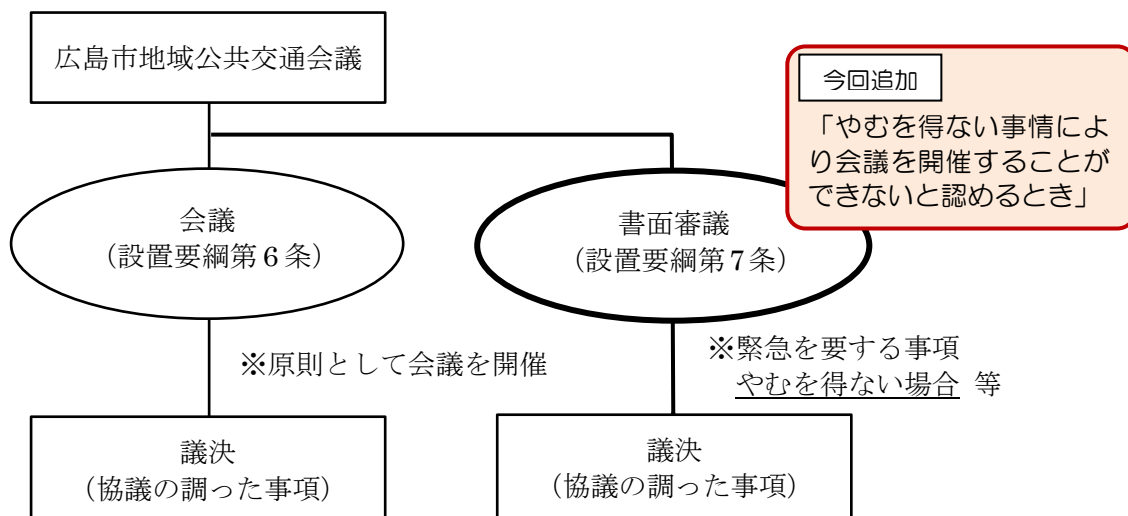 広島市地域公共交通会議
今回追加
「やむを得ない事情によ
り会議を開催することが
できないと認めるとき」
会議
（設置要綱第６条）
書面審議
（設置要綱第７条）
※原則として会議を開催
※緊急を要する事項
やむを得ない場合 等
議決
（協議の調った事項）
議決
（協議の調った事項）